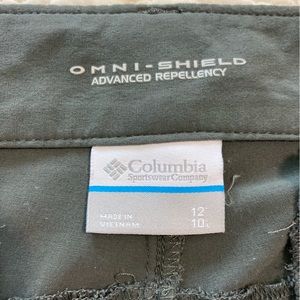 OMNI-SHIELD
ADVANCED REPELLENCY
Columbia
Sportswear Company
MADE IN
VIETNAM
12
10